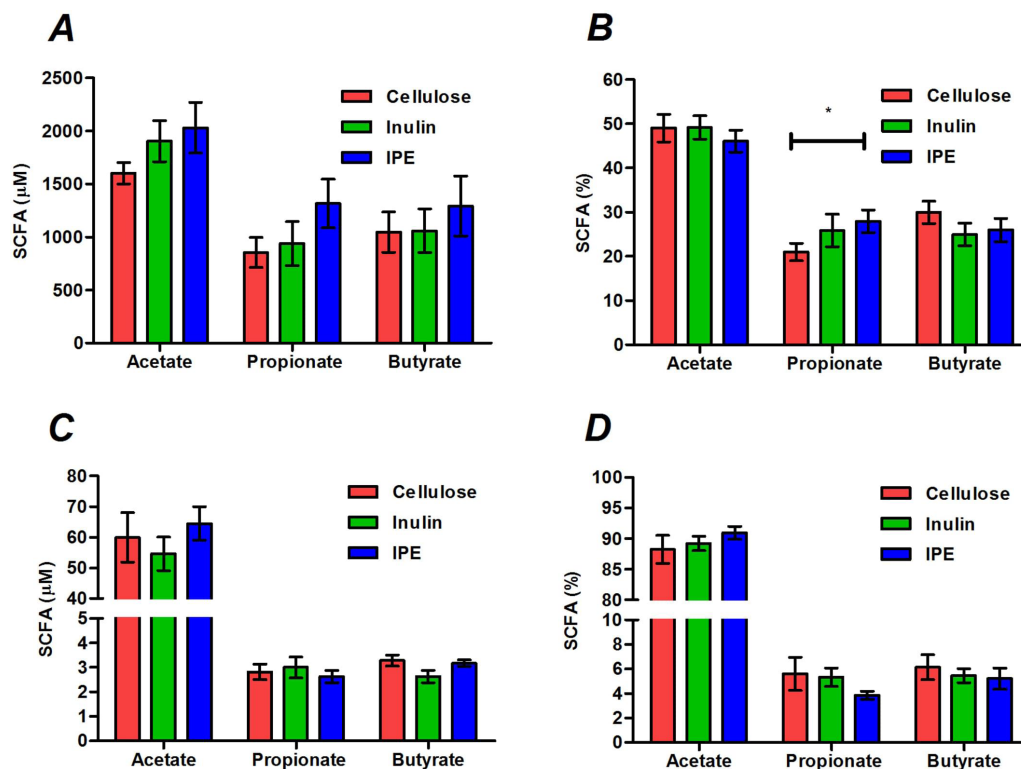 A
SCFA (μM)
2500
2000
1500
1000
500
0
Cellulose
Inulin
IPE
Acetate Propionate Butyrate
B
SCFA (%)
60
50
40
30
20
10
0
*
Cellulose
Inulin
IPE
Acetate Propionate Butyrate
C
SCFA (μM)
80
70
60
50
40
5
4
3
2
1
0
Cellulose
Inulin
IPE
Acetate Propionate Butyrate
D
SCFA (%)
100
95
90
85
80
10
8
6
4
2
0
Cellulose
Inulin
IPE
Acetate Propionate Butyrate